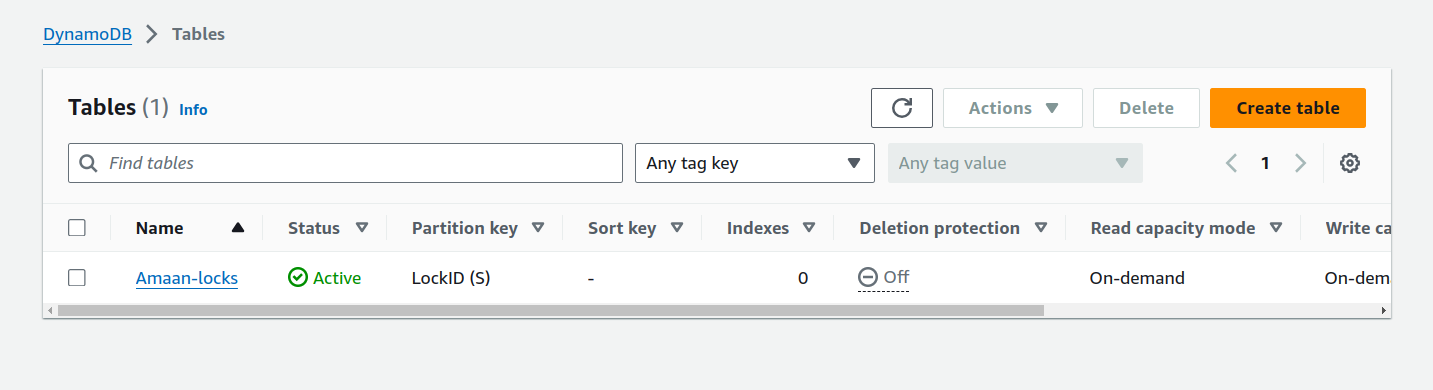 DynamoDB > Tables
Tables (1) Info Actions Delete Create table
Find tables Any tag key Any tag value 1
Name Status Partition key Sort key Indexes Deletion protection Read capacity mode Write ca
Amaan-locks Active LockID (S) - 0 Off On-demand On-dem